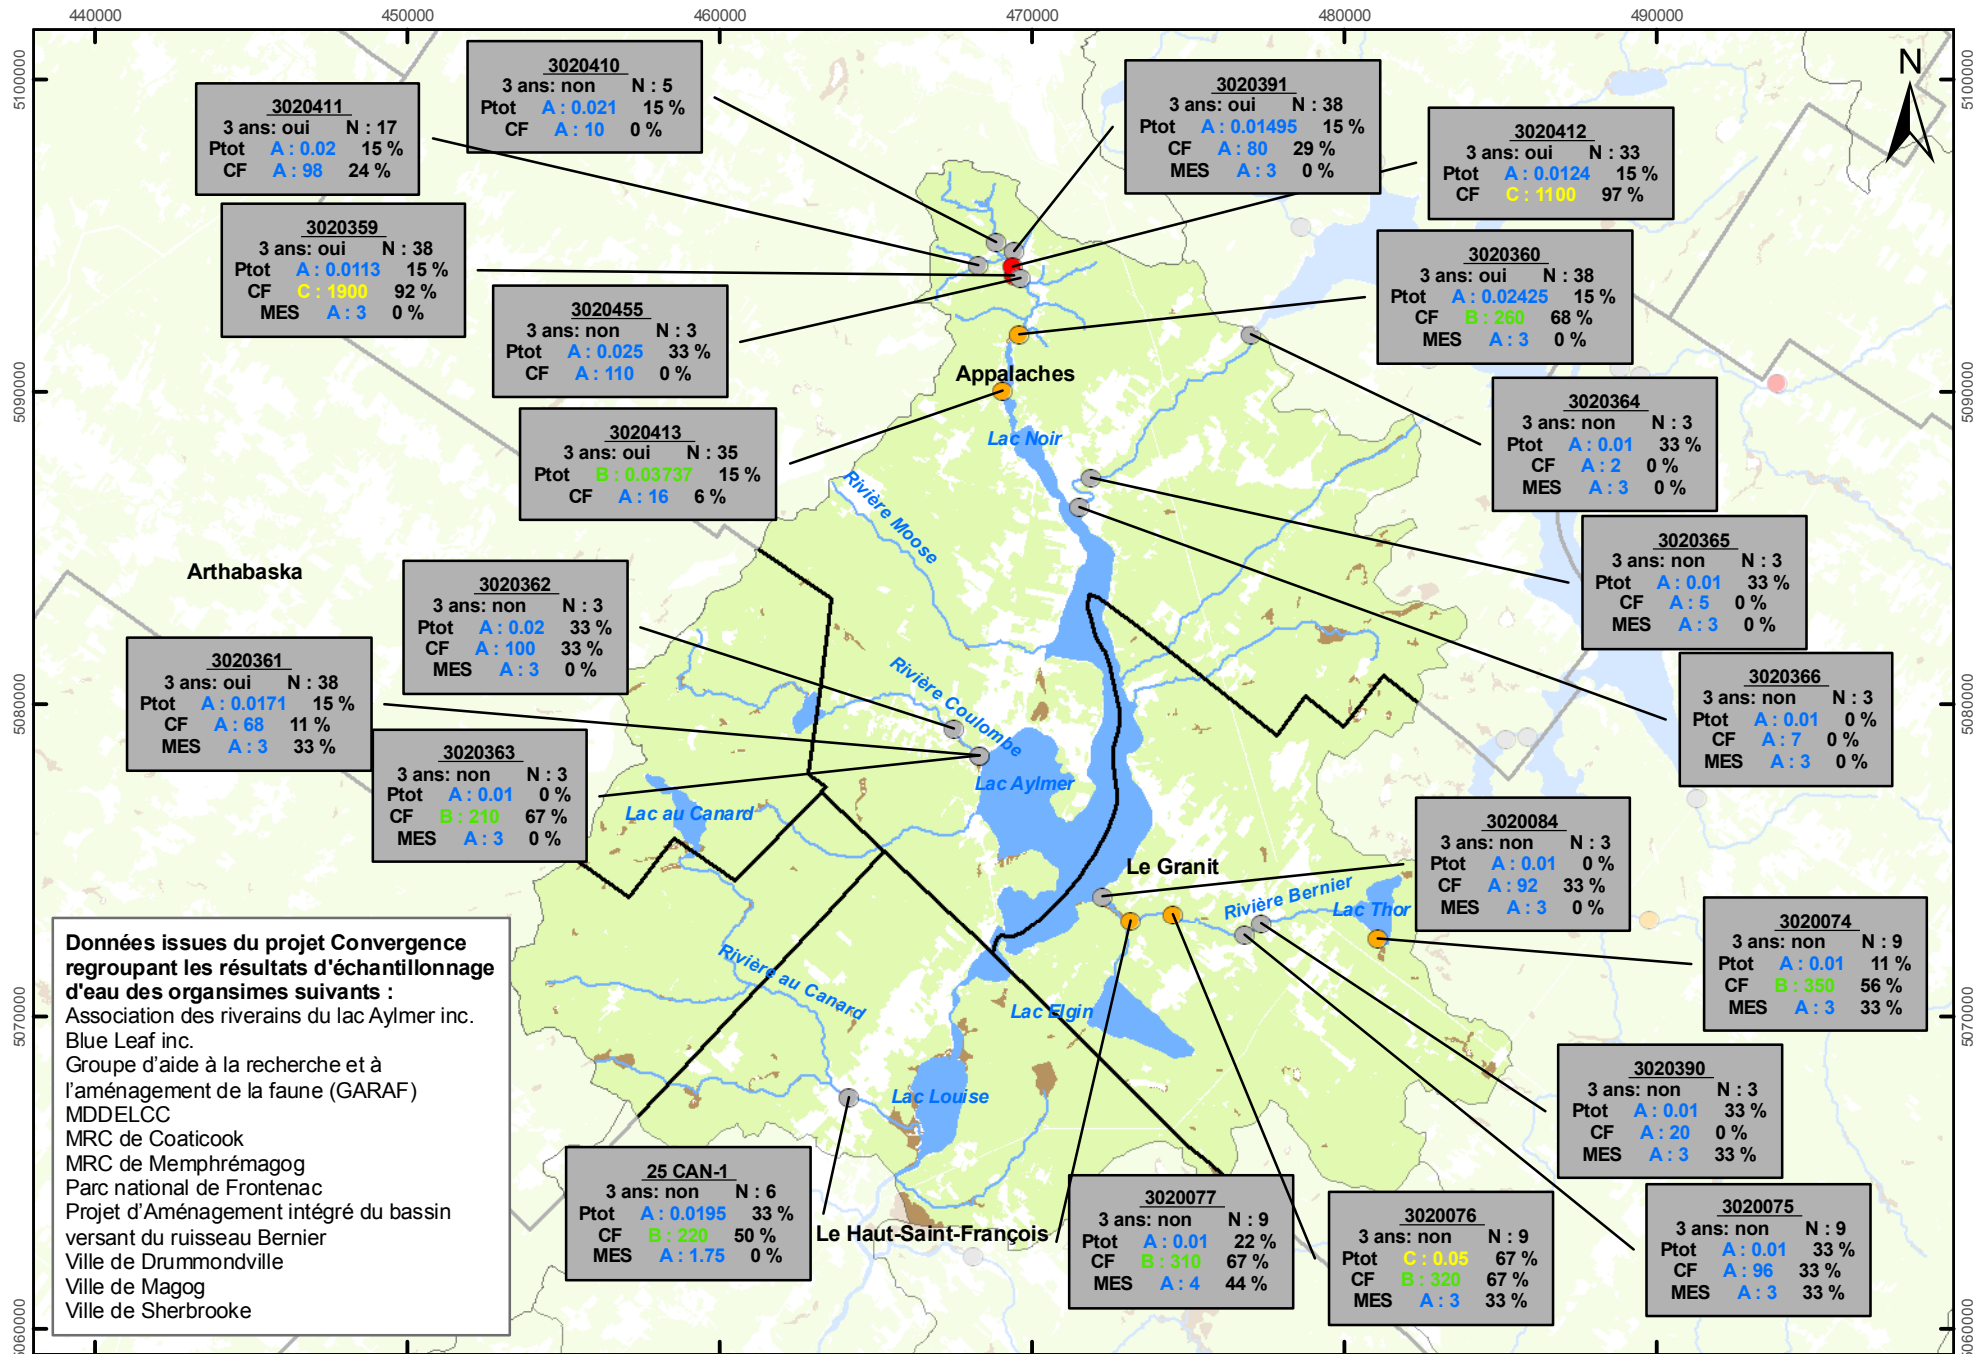 440000
450000
460000
470000
480000
490000
5100000
5090000
5080000
5070000
5060000
5100000
5090000
5080000
5070000
5060000
N
3020410
3 ans: non N : 5
Ptot A : 0.021 15 %
CF A : 10 0 %
3020411
3 ans: oui N : 17
Ptot A : 0.02 15 %
CF A : 98 24 %
3020391
3 ans: oui N : 38
Ptot A : 0.01495 15 %
CF A : 80 29 %
MES A : 3 0 %
3020412
3 ans: oui N : 33
Ptot A : 0.0124 15 %
CF C : 1100 97 %
3020359
3 ans: oui N : 38
Ptot A : 0.0113 15 %
CF C : 1900 92 %
MES A : 3 0 %
3020360
3 ans: oui N : 38
Ptot A : 0.02425 15 %
CF B : 260 68 %
MES A : 3 0 %
3020455
3 ans: non N : 3
Ptot A : 0.025 33 %
CF A : 110 0 %
Appalaches
3020364
3 ans: non N : 3
Ptot A : 0.01 33 %
CF A : 2 0 %
MES A : 3 0 %
3020413
3 ans: oui N : 35
Ptot B : 0.03737 15 %
CF A : 16 6 %
Lac Noir
Rivière Moose
3020365
3 ans: non N : 3
Ptot A : 0.01 33 %
CF A : 5 0 %
MES A : 3 0 %
Arthabaska
3020362
3 ans: non N : 3
Ptot A : 0.02 33 %
CF A : 100 33 %
MES A : 3 0 %
3020361
3 ans: oui N : 38
Ptot A : 0.0171 15 %
CF A : 68 11 %
MES A : 3 33 %
3020366
3 ans: non N : 3
Ptot A : 0.01 0 %
CF A : 7 0 %
MES A : 3 0 %
Rivière Coulombe
3020363
3 ans: non N : 3
Ptot A : 0.01 0 %
CF B : 210 67 %
MES A : 3 0 %
Lac Aylmer
Lac au Canard
3020084
3 ans: non N : 3
Ptot A : 0.01 0 %
CF A : 92 33 %
MES A : 3 0 %
Le Granit
Rivière Bernier
Lac Thor
3020074
3 ans: non N : 9
Ptot A : 0.01 11 %
CF B : 350 56 %
MES A : 3 33 %
Données issues du projet Convergence
regroupant les résultats d'échantillonnage
d'eau des organsimes suivants :
Association des riverains du lac Aylmer inc.
Blue Leaf inc.
Groupe d'aide à la recherche et à
l'aménagement de la faune (GARAF)
MDDELCC
MRC de Coaticook
MRC de Memphrémagog
Parc national de Frontenac
Projet d'Aménagement intégré du bassin
versant du ruisseau Bernier
Ville de Drummondville
Ville de Magog
Ville de Sherbrooke
Rivière au Canard
Lac Elgin
Lac Louise
3020390
3 ans: non N : 3
Ptot A : 0.01 33 %
CF A : 20 0 %
MES A : 3 33 %
25 CAN-1
3 ans: non N : 6
Ptot A : 0.0195 33 %
CF B : 220 50 %
MES A : 1.75 0 %
Le Haut-Saint-François
3020077
3 ans: non N : 9
Ptot A : 0.01 22 %
CF B : 310 67 %
MES A : 4 44 %
3020076
3 ans: non N : 9
Ptot C : 0.05 67 %
CF B : 320 67 %
MES A : 3 33 %
3020075
3 ans: non N : 9
Ptot A : 0.01 33 %
CF A : 96 33 %
MES A : 3 33 %